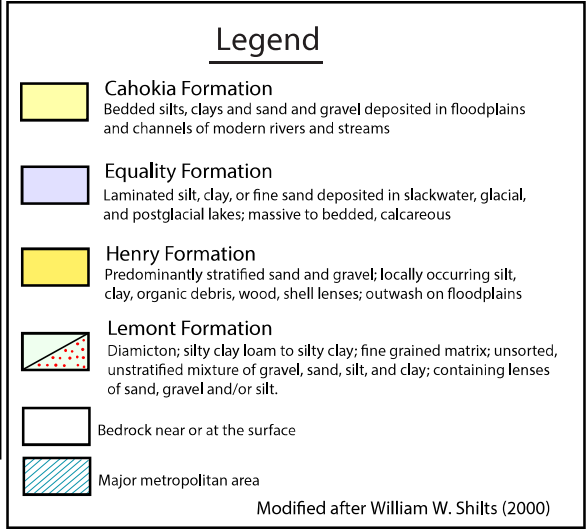 Legend
Cahokia Formation
Bedded silts, clays and sand and gravel deposited in floodplains
and channels of modern rivers and streams
Equality Formation
Laminated silt, clay, or fine sand deposited in slackwater, glacial,
and postglacial lakes; massive to bedded, calcareous
Henry Formation
Predominantly stratified sand and gravel; locally occurring silt,
clay, organic debris, wood, shell lenses; outwash on floodplains
Lemont Formation
Diamicton; silty clay loam to silty clay; fine grained matrix; unsorted,
unstratified mixture of gravel, sand, silt, and clay; containing lenses
of sand, gravel and/or silt.
Bedrock near or at the surface
Major metropolitan area
Modified after William W. Shilts (2000)